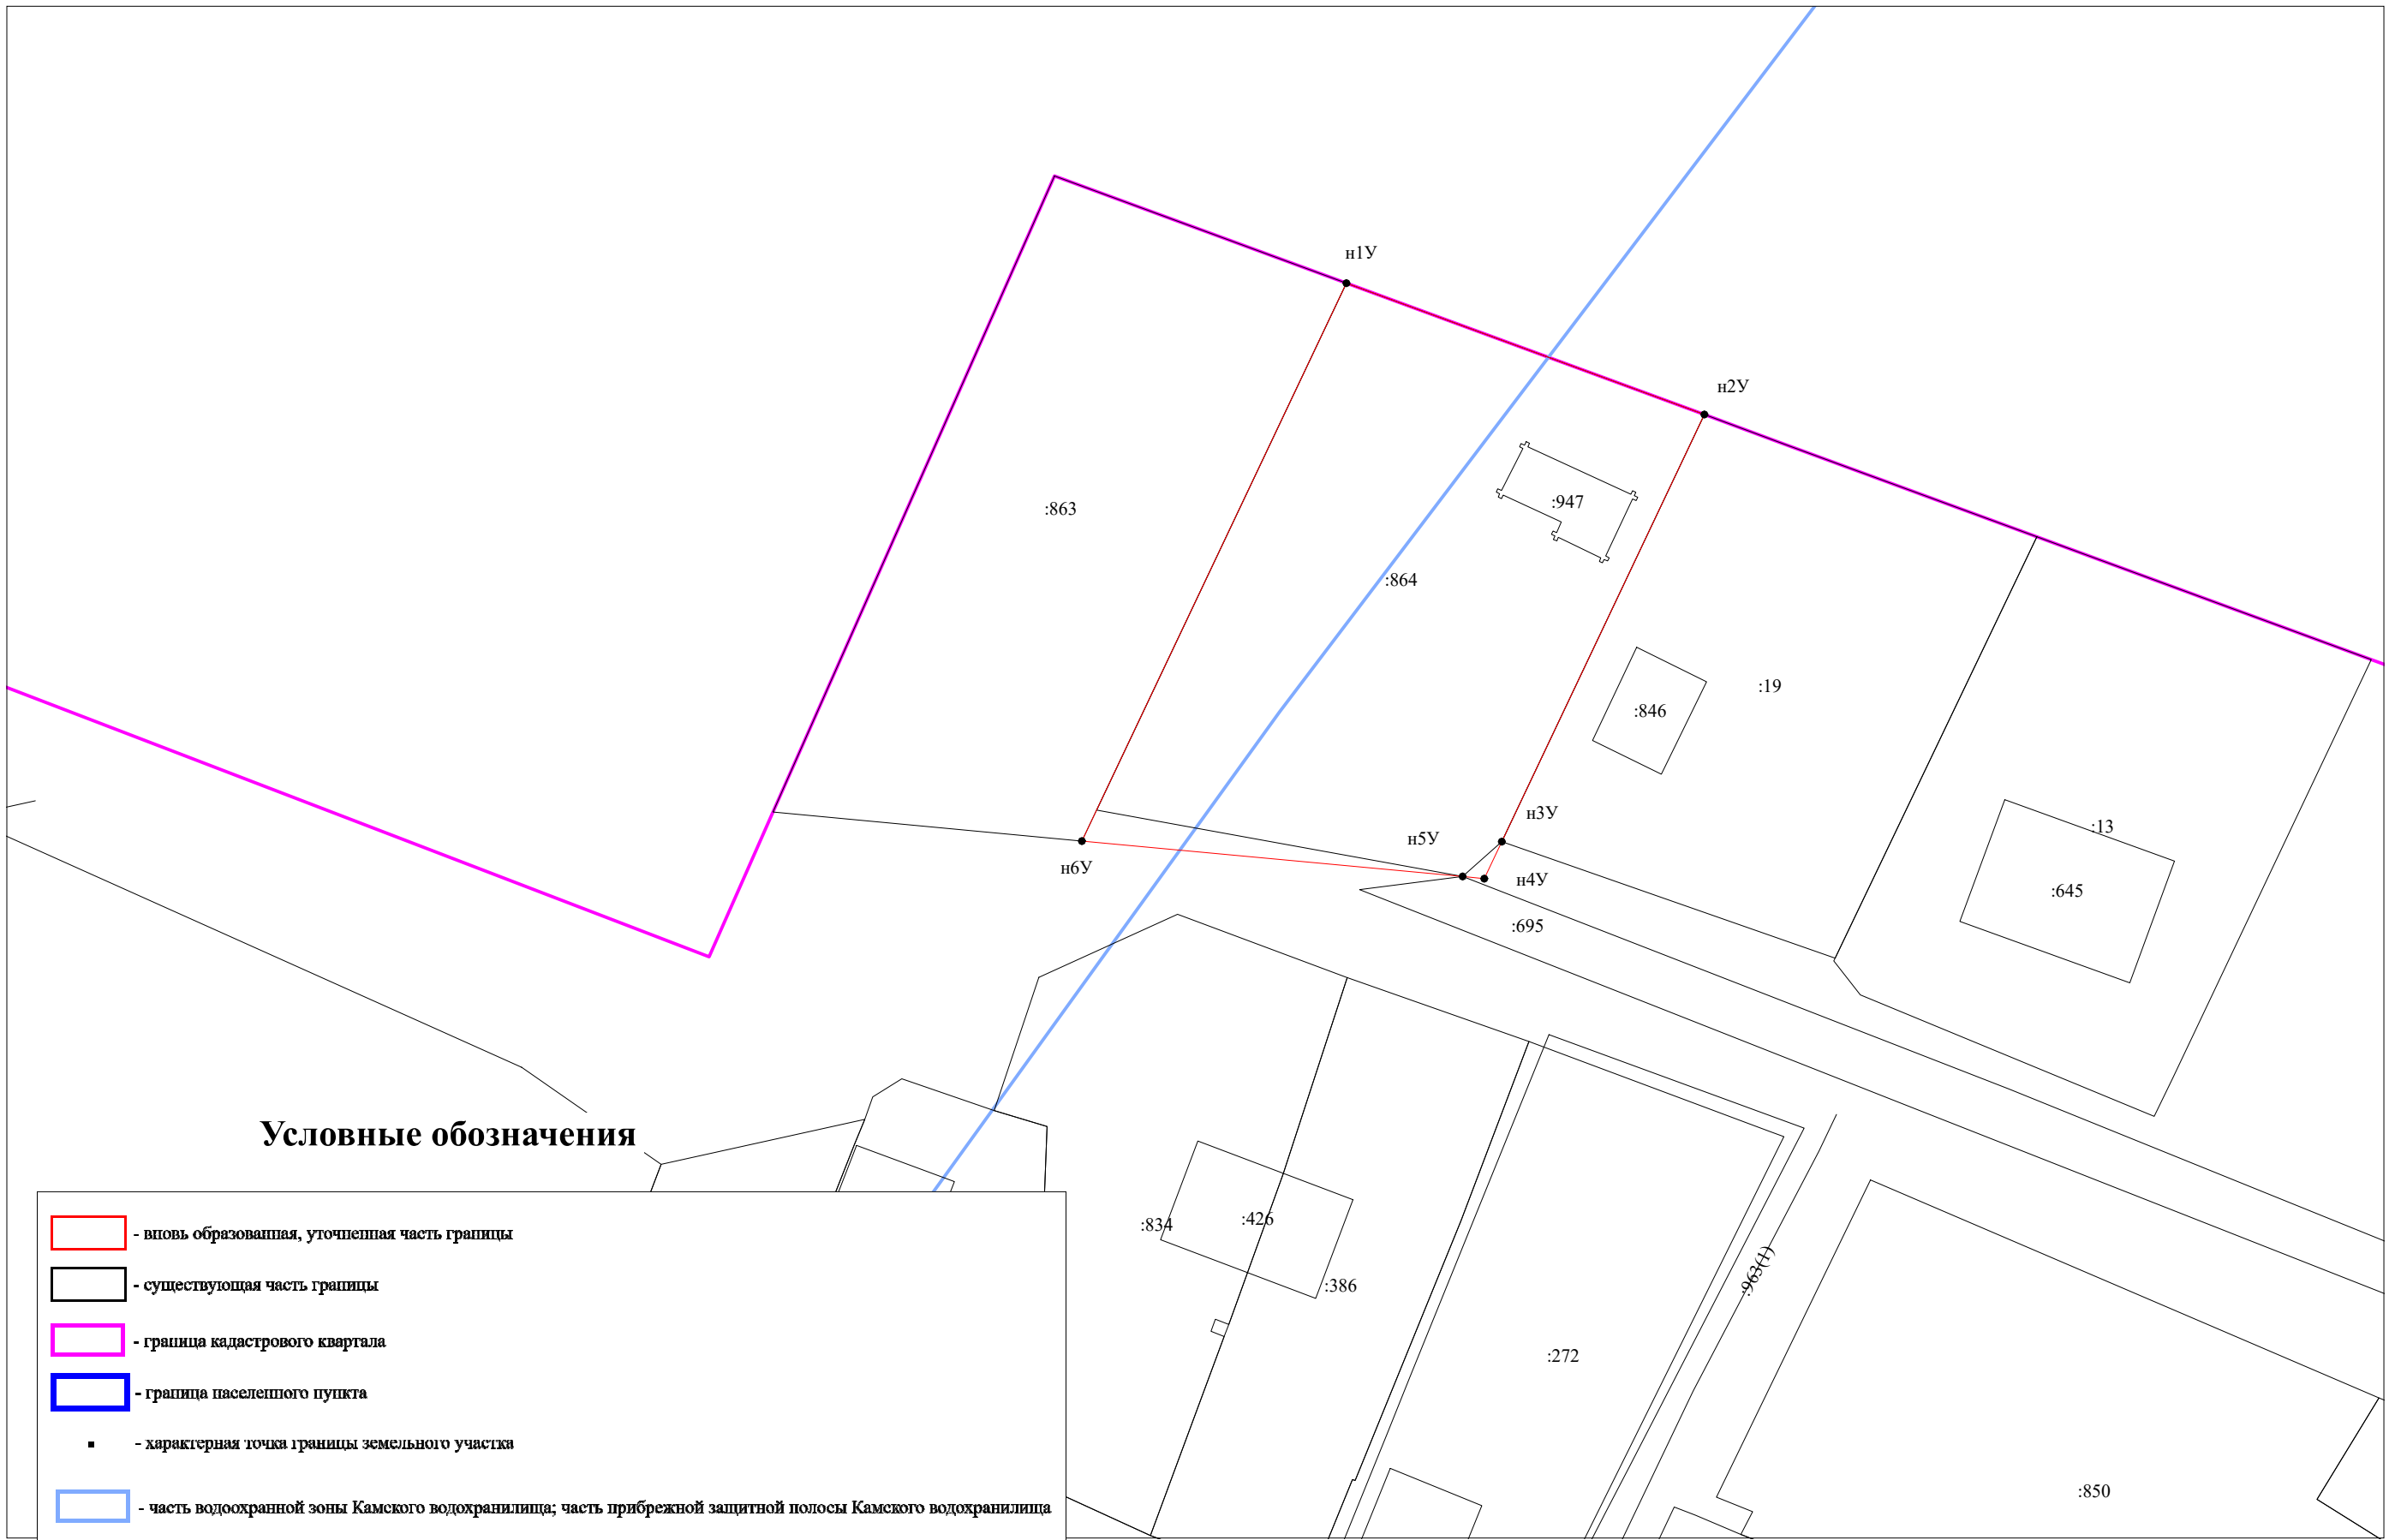 н1У
н2У
:863
:947
:864
:19
:846
н3У
н5У
:13
н6У
н4У
:645
:695
Условные обозначения
:834
:426
:386
:963(1)
:272
:850
- вновь образованная, уточненная часть границы
- существующая часть границы
- граница кадастрового квартала
- граница населенного пункта
- характерная точка границы земельного участка
- часть водоохранной зоны Камского водохранилища; часть прибрежной защитной полосы Камского водохранилища